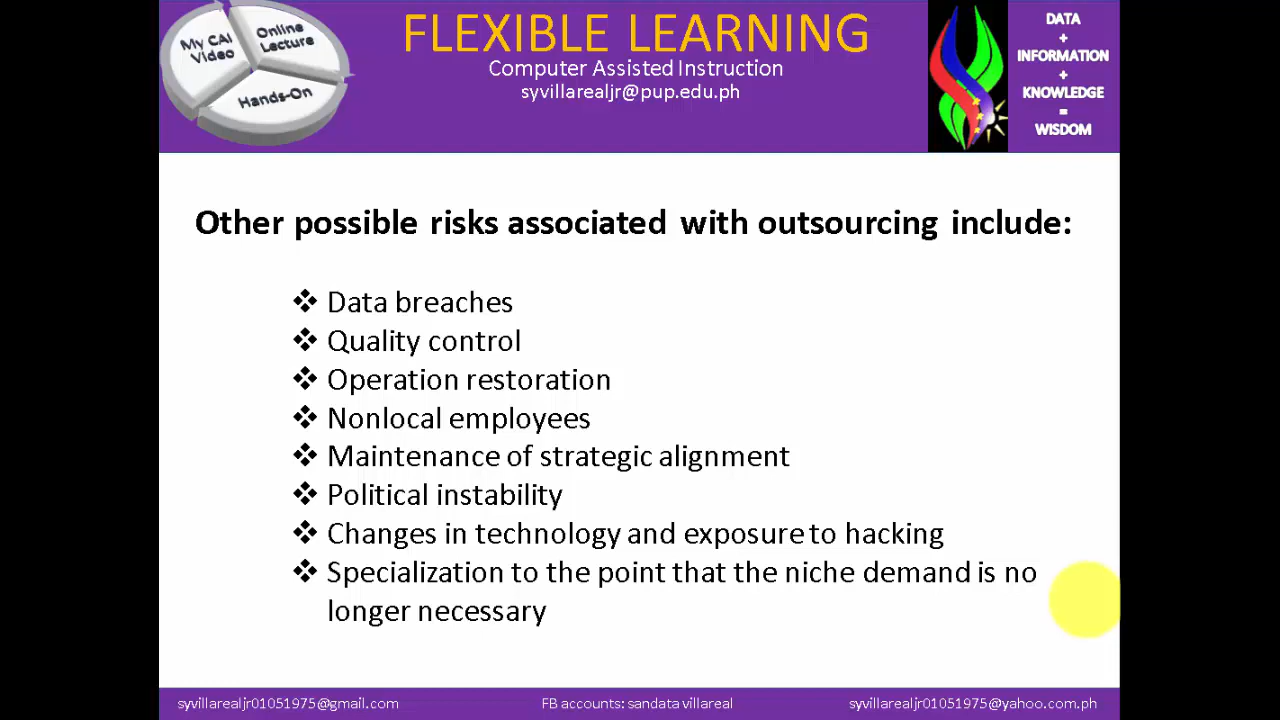 My CAI
Video
Online
Lecture
Hands-On
FLEXIBLE LEARNING
Computer Assisted Instruction
syvillarealjr@pup.edu.ph
DATA
+
INFORMATION
+
KNOWLEDGE
=
WISDOM
Other possible risks associated with outsourcing include:
❖ Data breaches
❖ Quality control
❖ Operation restoration
❖ Nonlocal employees
❖ Maintenance of strategic alignment
❖ Political instability
❖ Changes in technology and exposure to hacking
❖ Specialization to the point that the niche demand is no
longer necessary
syvillarealjr01051975@gmail.com
FB accounts: sandata villareal
syvillarealjr01051975@yahoo.com.ph